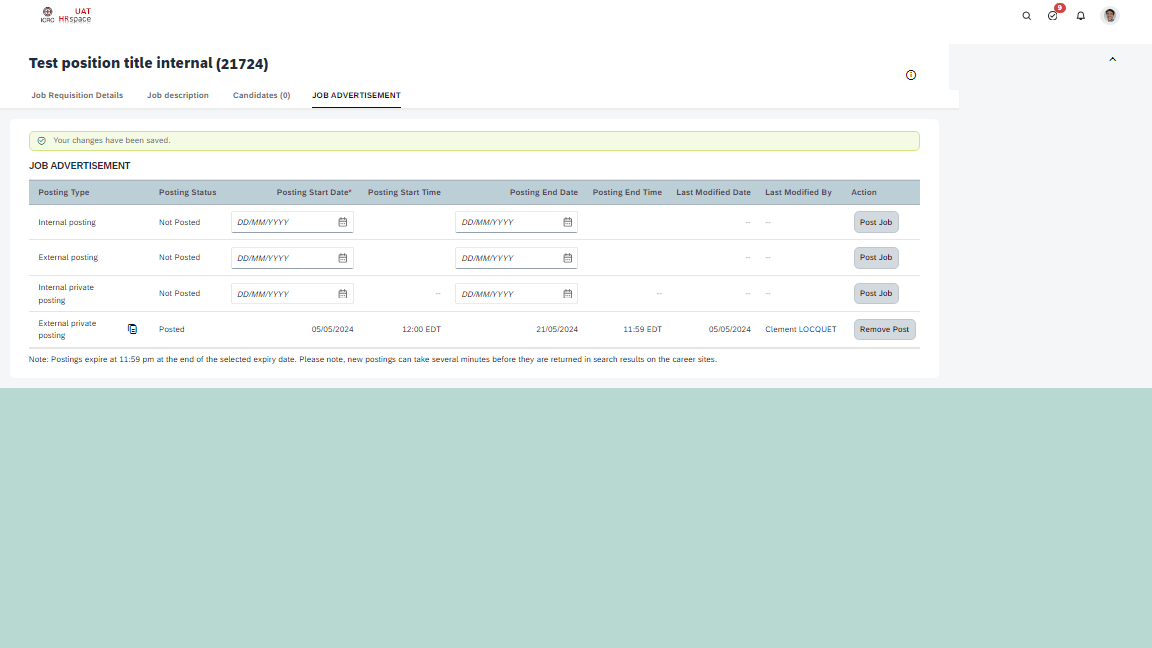 UAT
ICRC HRspace
9
Test position title internal (21724)
Job Requisition Details Job description Candidates (0) JOB ADVERTISEMENT
Your changes have been saved.
JOB ADVERTISEMENT
Posting Type Posting Status Posting Start Date* Posting Start Time Posting End Date Posting End Time Last Modified Date Last Modified By Action
Internal posting Not Posted DD/MM/YYYY DD/MM/YYYY -- -- Post Job
External posting Not Posted DD/MM/YYYY DD/MM/YYYY -- -- Post Job
Internal private
posting Not Posted DD/MM/YYYY -- DD/MM/YYYY -- -- -- Post Job
External private
posting Posted 05/05/2024 12:00 EDT 21/05/2024 11:59 EDT 05/05/2024 Clement LOCQUET Remove Post
Note: Postings expire at 11:59 pm at the end of the selected expiry date. Please note, new postings can take several minutes before they are returned in search results on the career sites.